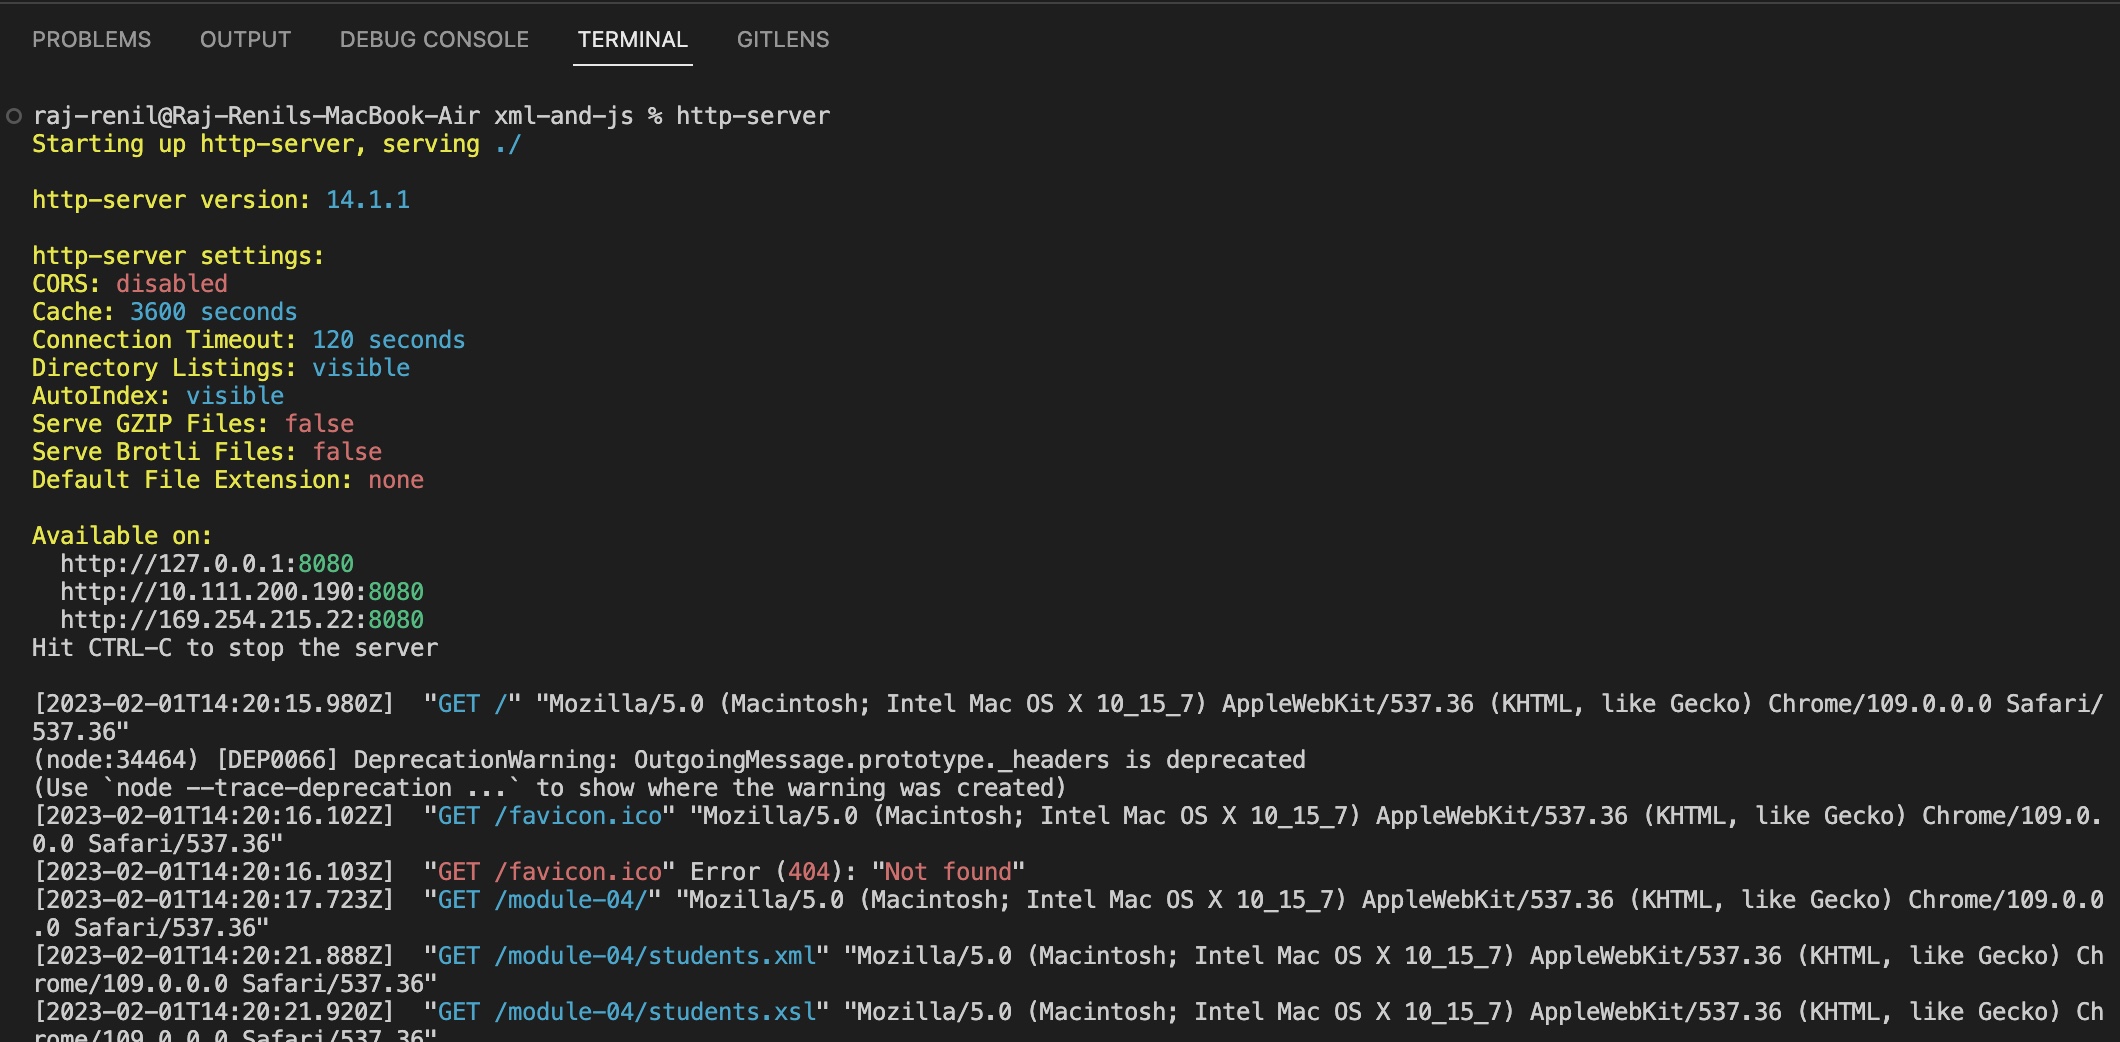 PROBLEMS OUTPUT DEBUG CONSOLE TERMINAL GITLENS
raj-renil@Raj-Renils-MacBook-Air xml-and-js % http-server
Starting up http-server, serving ./
http-server version: 14.1.1
http-server settings:
CORS: disabled
Cache: 3600 seconds
Connection Timeout: 120 seconds
Directory Listings: visible
AutoIndex: visible
Serve GZIP Files: false
Serve Brotli Files: false
Default File Extension: none
Available on:
http://127.0.0.1:8080
http://10.111.200.190:8080
http://169.254.215.22:8080
Hit CTRL-C to stop the server
[2023-02-01T14:20:15.980Z]  "GET /" "Mozilla/5.0 (Macintosh; Intel Mac OS X 10_15_7) AppleWebKit/537.36 (KHTML, like Gecko) Chrome/109.0.0.0 Safari/
537.36"
(node:34464) [DEP0066] DeprecationWarning: OutgoingMessage.prototype._headers is deprecated
(Use `node --trace-deprecation ...` to show where the warning was created)
[2023-02-01T14:20:16.102Z]  "GET /favicon.ico" "Mozilla/5.0 (Macintosh; Intel Mac OS X 10_15_7) AppleWebKit/537.36 (KHTML, like Gecko) Chrome/109.0.
0.0 Safari/537.36"
[2023-02-01T14:20:16.103Z]  "GET /favicon.ico" Error (404): "Not found"
[2023-02-01T14:20:17.723Z]  "GET /module-04/" "Mozilla/5.0 (Macintosh; Intel Mac OS X 10_15_7) AppleWebKit/537.36 (KHTML, like Gecko) Chrome/109.0.0
.0 Safari/537.36"
[2023-02-01T14:20:21.888Z]  "GET /module-04/students.xml" "Mozilla/5.0 (Macintosh; Intel Mac OS X 10_15_7) AppleWebKit/537.36 (KHTML, like Gecko) Ch
rome/109.0.0.0 Safari/537.36"
[2023-02-01T14:20:21.920Z]  "GET /module-04/students.xsl" "Mozilla/5.0 (Macintosh; Intel Mac OS X 10_15_7) AppleWebKit/537.36 (KHTML, like Gecko) Ch
rome/109.0.0.0 Safari/537.36"